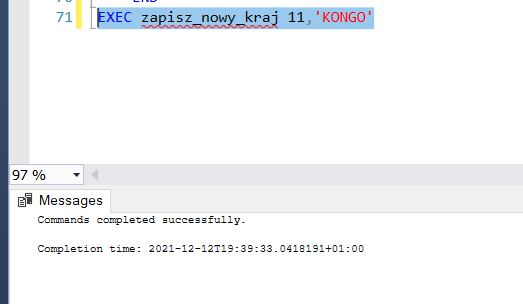 END
71 EXEC zapisz_nowy_kraj 11,'KONGO'
97 %
Messages
Commands completed successfully.
Completion time: 2021-12-12T19:39:33.0418191+01:00